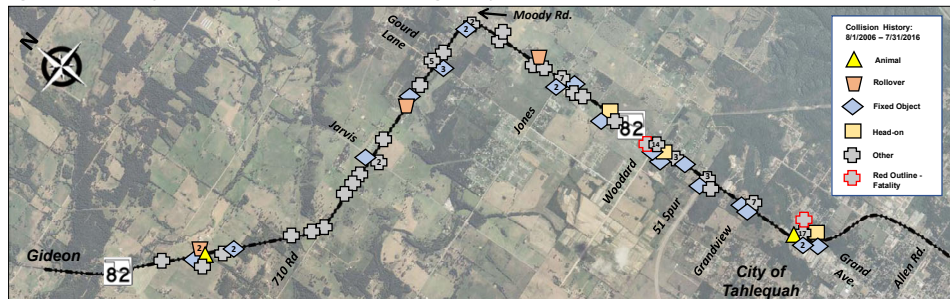 Moody Rd.
Gourd
Lane
N
2
5
3
7
2
Jones
82
Jarvis
2
14
3
Woodard
3
51 Spur
7
Grandview
17
2
Grand
Ave.
Allen Rd.
City of
Tahlequah
710 Rd
2
2
Gideon
82
Collision History:
8/1/2006 – 7/31/2016
Animal
Rollover
Fixed Object
Head-on
Other
Red Outline -
Fatality